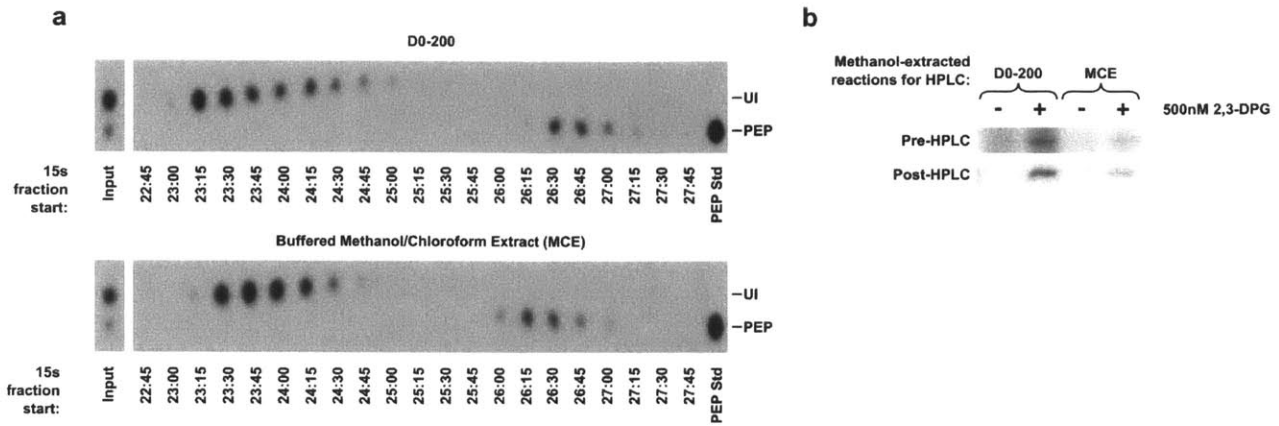 a
D0-200
–UI
–PEP
15s
fraction
start:
Input 22:45 23:00 23:15 23:30 23:45 24:00 24:15 24:30 24:45 25:00 25:15 25:30 25:45 26:00 26:15 26:30 26:45 27:00 27:15 27:30 27:45 PEP Std
Buffered Methanol/Chloroform Extract (MCE)
–UI
–PEP
15s
fraction
start:
Input 22:45 23:00 23:15 23:30 23:45 24:00 24:15 24:30 24:45 25:00 25:15 25:30 25:45 26:00 26:15 26:30 26:45 27:00 27:15 27:30 27:45 PEP Std
b
Methanol-extracted
reactions for HPLC: D0-200 MCE
- + - + 500nM 2,3-DPG
Pre-HPLC
Post-HPLC